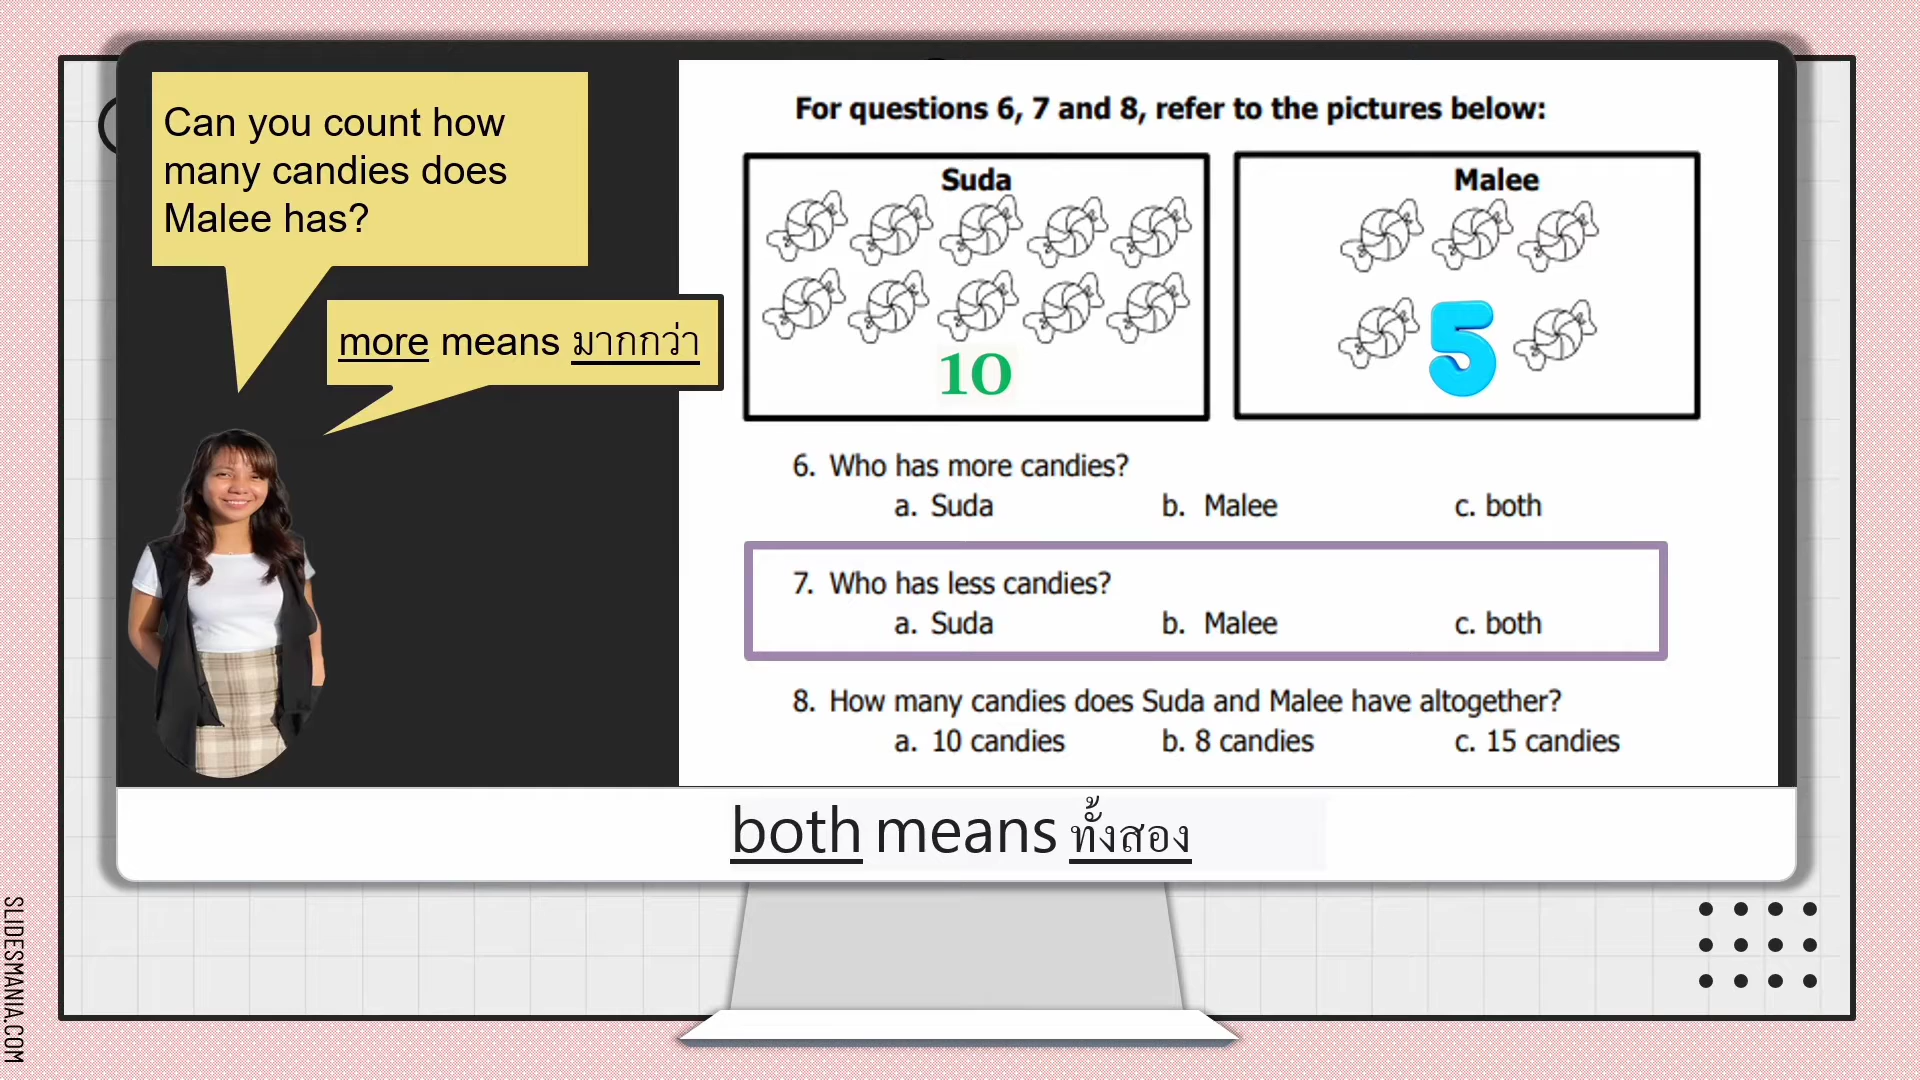 Can you count how
many candies does
Malee has?
more means มากกว่า
For questions 6, 7 and 8, refer to the pictures below:
Suda
10
Malee
5
6. Who has more candies?
a. Suda b. Malee c. both
7. Who has less candies?
a. Suda b. Malee c. both
8. How many candies does Suda and Malee have altogether?
a. 10 candies b. 8 candies c. 15 candies
both means ทั้งสอง
SLIDESMANIA.COM